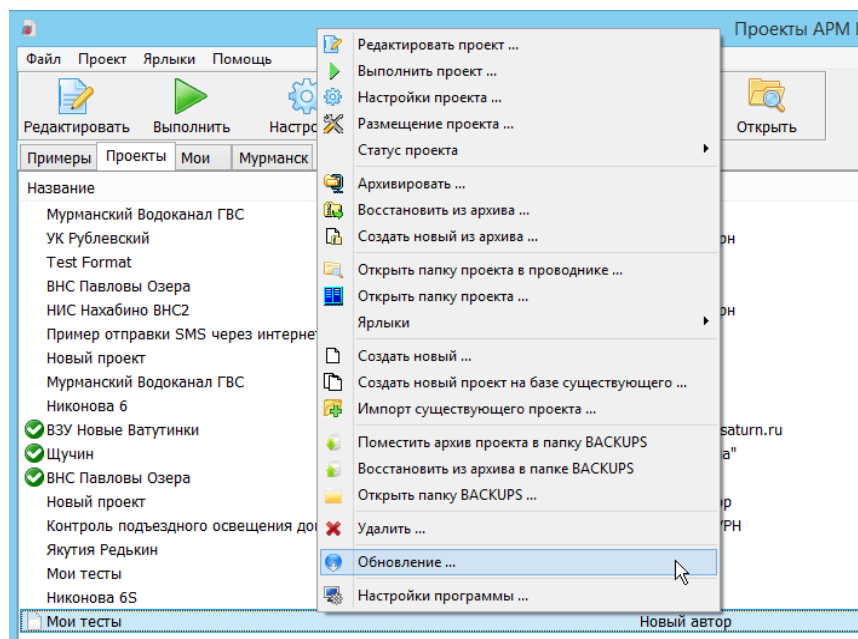 Проекты АРМ
Файл Проект Ярлыки Помощь
Редактировать Выполнить Открыть
Примеры Проекты Мои Мурманск
Название
Мурманский Водоканал ГВС
УК Рублевский
Test Format
ВНС Павловы Озера
НИС Нахабино ВНС2
Пример отправки SMS через
Новый проект
Мурманский Водоканал ГВС
Никонова 6
ВЗУ Новые Ватутинки
Щучин
ВНС Павловы Озера
Новый проект
Контроль подъездного освещения
Якутия Редькин
Мои тесты
Никонова 6S
Мои тесты Новый автор
Редактировать проект ...
Выполнить проект ...
Настройки проекта ...
Размещение проекта ...
Статус проекта
Архивировать ...
Восстановить из архива ...
Создать новый из архива ...
Открыть папку проекта в проводнике ...
Открыть папку проекта ...
Ярлыки
Создать новый ...
Создать новый проект на базе существующего ...
Импорт существующего проекта ...
Поместить архив проекта в папку BACKUPS
Восстановить из архива в папке BACKUPS
Открыть папку BACKUPS ...
Удалить ...
Обновление ...
Настройки программы ...
saturn.ru